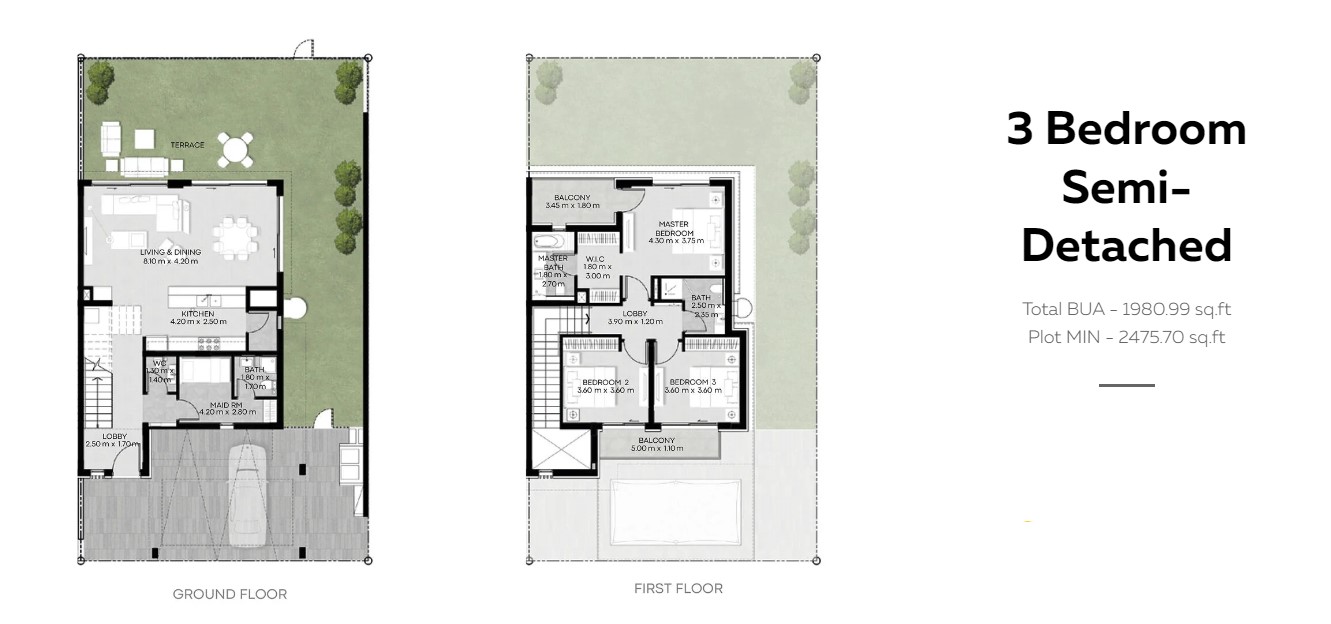 TERRACE
LIVING & DINING
8.10 m x 4.20 m
KITCHEN
4.20 m x 2.50 m
WC
1.30 m x
1.40m
BATH
1.80 m x
1.70m
MAID RM
4.20 m x 2.80 m
LOBBY
2.50 m x 1.70m
GROUND FLOOR
BALCONY
3.45 m x 1.80 m
MASTER
BEDROOM
4.30 m x 3.75 m
MASTER
BATH
1.80 m x
2.70 m
W.I.C
1.80 m x
3.00 m
BATH
2.50 m x
2.35 m
LOBBY
3.90 m x 1.20 m
BEDROOM 2
3.60 m x 3.60 m
BEDROOM 3
3.60 m x 3.60 m
BALCONY
5.00 m x 1.10 m
FIRST FLOOR
3 Bedroom
Semi-
Detached
Total BUA - 1980.99 sq.ft
Plot MIN - 2475.70 sq.ft